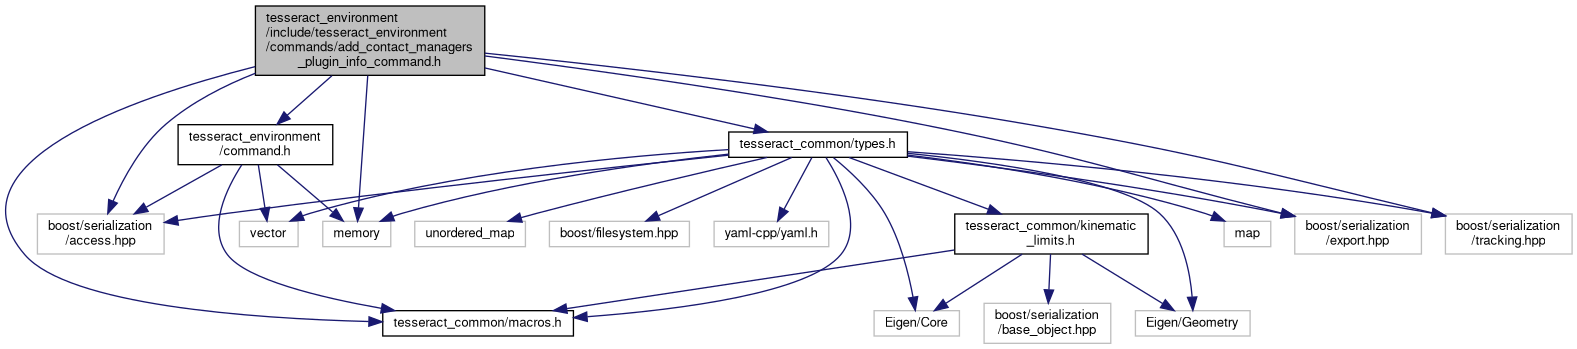 tesseract_environment
/include/tesseract_environment
/commands/add_contact_managers
_plugin_info_command.h
tesseract_environment
/command.h
tesseract_common/types.h
boost/serialization
/access.hpp
vector
memory
unordered_map
boost/filesystem.hpp
yaml-cpp/yaml.h
tesseract_common/kinematic
_limits.h
map
boost/serialization
/export.hpp
boost/serialization
/tracking.hpp
tesseract_common/macros.h
Eigen/Core
boost/serialization
/base_object.hpp
Eigen/Geometry